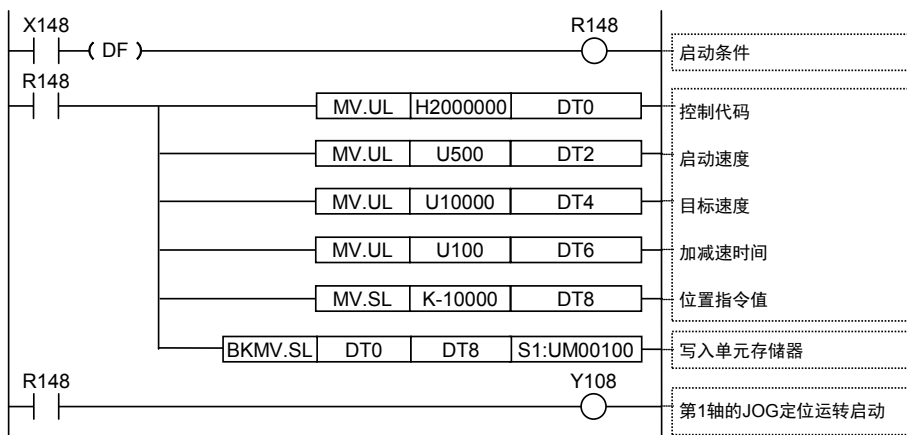 X148 R148
( DF ) 启动条件
R148
MV.UL H2000000 DT0 控制代码
MV.UL U500 DT2 启动速度
MV.UL U10000 DT4 目标速度
MV.UL U100 DT6 加减速时间
MV.SL K-10000 DT8 位置指令值
BKMV.SL DT0 DT8 S1:UM00100 写入单元存储器
R148 Y108
第1轴的JOG定位运转启动